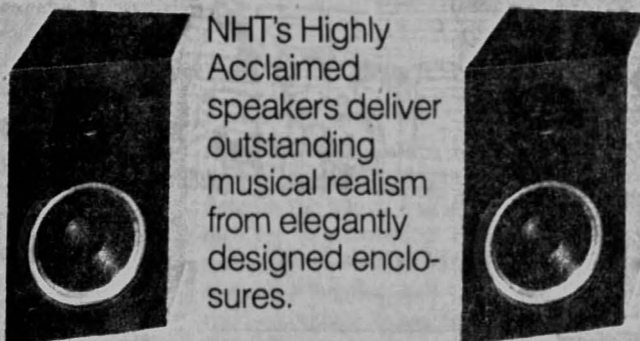 NHT's Highly
Acclaimed
speakers deliver
outstanding
musical realism
from elegantly
designed enclo-
sures.